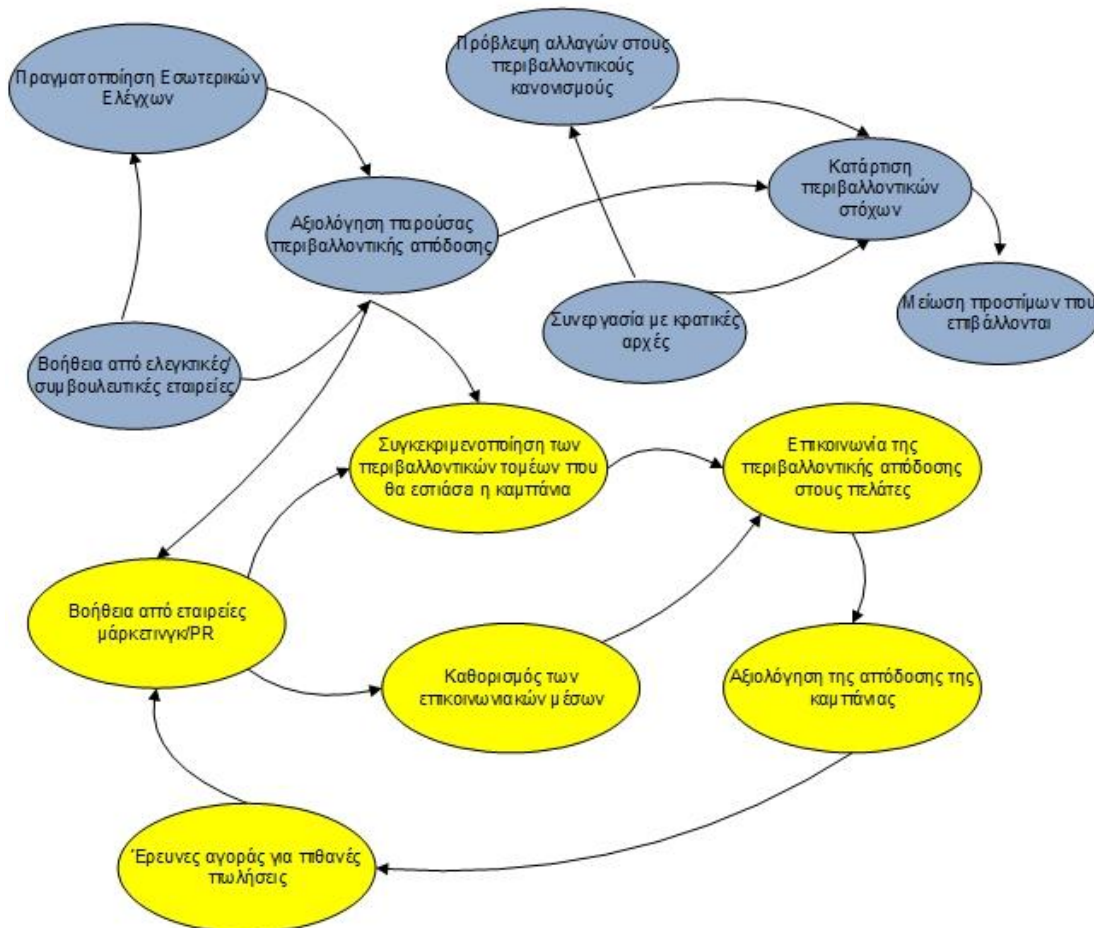 Πραγματοποίηση Εσωτερικών
Ελέγχων
Πρόβλεψη αλλαγών στους
περιβαλλοντικούς
κανονισμούς
Κατάρτιση
περιβαλλοντικών
στόχων
Αξιολόγηση παρούσας
περιβαλλοντικής απόδοσης
Μείωση προστίμων που
επιβάλλονται
Συνεργασία με κρατικές
αρχές
Βοήθεια από ελεγκτικές/
συμβουλευτικές εταιρείες
Συγκεκριμενοποίηση των
περιβαλλοντικών τομέων που
θα εστιάσει η καμπάνια
Επικοινωνία της
περιβαλλοντικής απόδοσης
στους πελάτες
Βοήθεια από εταιρείες
μάρκετινγκ/PR
Καθορισμός των
επικοινωνιακών μέσων
Αξιολόγηση της απόδοσης της
καμπάνιας
Έρευνες αγοράς για πιθανές
πωλήσεις